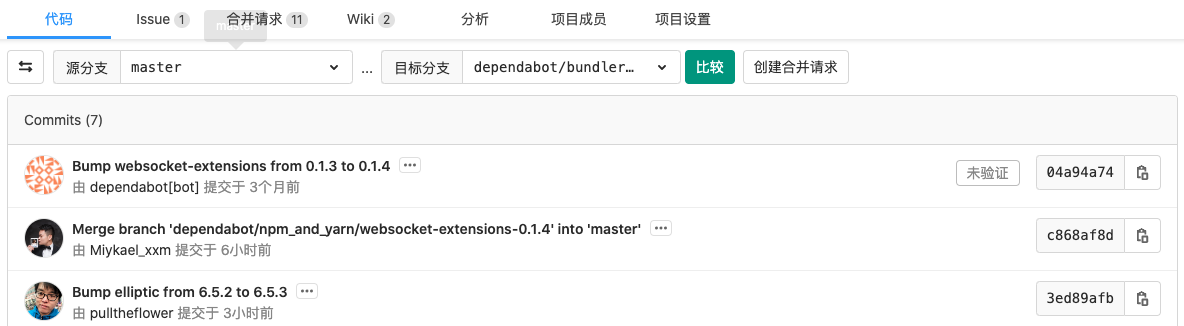 代码 Issue 1 合并请求 11 Wiki 2 分析 项目成员 项目设置
master
源分支 master ... 目标分支 dependabot/bundler… 比较 创建合并请求
Commits (7)
Bump websocket-extensions from 0.1.3 to 0.1.4
由 dependabot[bot] 提交于 3个月前 未验证 04a94a74
Merge branch 'dependabot/npm_and_yarn/websocket-extensions-0.1.4' into 'master'
由 Miykael_xxm 提交于 6小时前 c868af8d
Bump elliptic from 6.5.2 to 6.5.3
由 pulltheflower 提交于 3小时前 3ed89afb